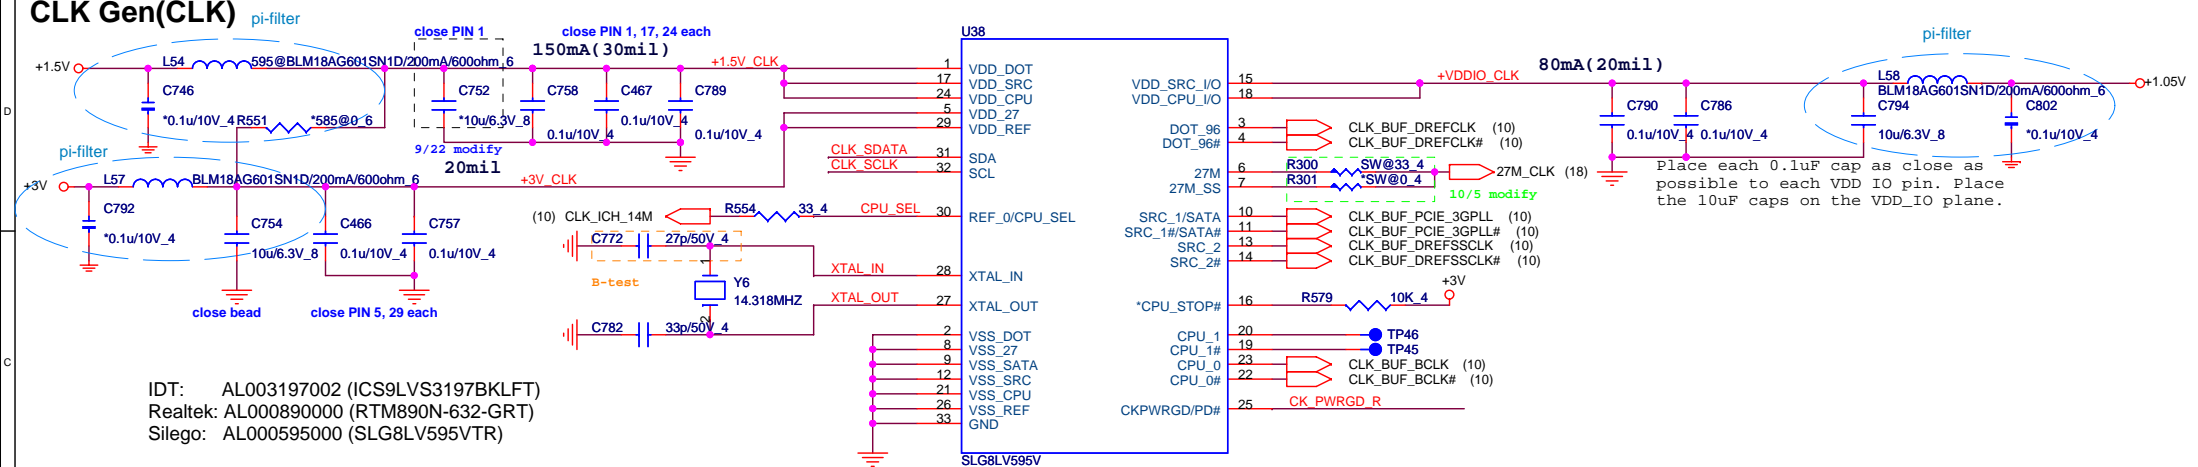 CLK Gen(CLK)
pi-filter
close PIN 1
close PIN 1, 17, 24 each
150mA(30mil)
+1.5V
L54
595@BLM18AG601SN1D/200mA/600ohm_6
+1.5V_CLK
C746
*0.1u/10V_4
R551
*585@0_6
C752
*10u/6.3V_8
C758
0.1u/10V_4
C467
0.1u/10V_4
C789
0.1u/10V_4
9/22 modify
20mil
pi-filter
+3V
L57
BLM18AG601SN1D/200mA/600ohm_6
+3V_CLK
C792
*0.1u/10V_4
C754
10u/6.3V_8
C466
0.1u/10V_4
C757
0.1u/10V_4
close bead
close PIN 5, 29 each
CLK_SDATA
CLK_SCLK
(10) CLK_ICH_14M
R554
33_4
CPU_SEL
C772
27p/50V_4
B-test
1
Y6
14.318MHZ
2
XTAL_IN
XTAL_OUT
C782
33p/50V_4
U38
1 VDD_DOT
17 VDD_SRC
24 VDD_CPU
5 VDD_27
29 VDD_REF
31 SDA
32 SCL
30 REF_0/CPU_SEL
28 XTAL_IN
27 XTAL_OUT
2 VSS_DOT
8 VSS_27
9 VSS_SATA
12 VSS_SRC
21 VSS_CPU
26 VSS_REF
33 GND
SLG8LV595V
VDD_SRC_I/O 15
VDD_CPU_I/O 18
DOT_96 3 CLK_BUF_DREFCLK (10)
DOT_96# 4 CLK_BUF_DREFCLK# (10)
27M 6 R300 SW@33_4 27M_CLK (18)
27M_SS 7 R301 *SW@0_4
10/5 modify
SRC_1/SATA 10 CLK_BUF_PCIE_3GPLL (10)
SRC_1#/SATA# 11 CLK_BUF_PCIE_3GPLL# (10)
SRC_2 13 CLK_BUF_DREFSSCLK (10)
SRC_2# 14 CLK_BUF_DREFSSCLK# (10)
*CPU_STOP# 16 R579 10K_4 +3V
CPU_1 20 TP46
CPU_1# 19 TP45
CPU_0 23 CLK_BUF_BCLK (10)
CPU_0# 22 CLK_BUF_BCLK# (10)
CKPWRGD/PD# 25 CK_PWRGD_R
+VDDIO_CLK
80mA(20mil)
pi-filter
L58
BLM18AG601SN1D/200mA/600ohm_6
+1.05V
C790
0.1u/10V_4
C786
0.1u/10V_4
C794
10u/6.3V_8
C802
*0.1u/10V_4
Place each 0.1uF cap as close as
possible to each VDD IO pin. Place
the 10uF caps on the VDD_IO plane.
IDT: AL003197002 (ICS9LVS3197BKLFT)
Realtek: AL000890000 (RTM890N-632-GRT)
Silego: AL000595000 (SLG8LV595VTR)
D
C